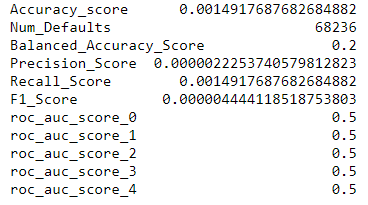 Accuracy_score 0.0014917687682684882
Num_Defaults 68236
Balanced_Accuracy_Score 0.2
Precision_Score 0.0000022253740579812823
Recall_Score 0.0014917687682684882
F1_Score 0.000004444118518753803
roc_auc_score_0 0.5
roc_auc_score_1 0.5
roc_auc_score_2 0.5
roc_auc_score_3 0.5
roc_auc_score_4 0.5